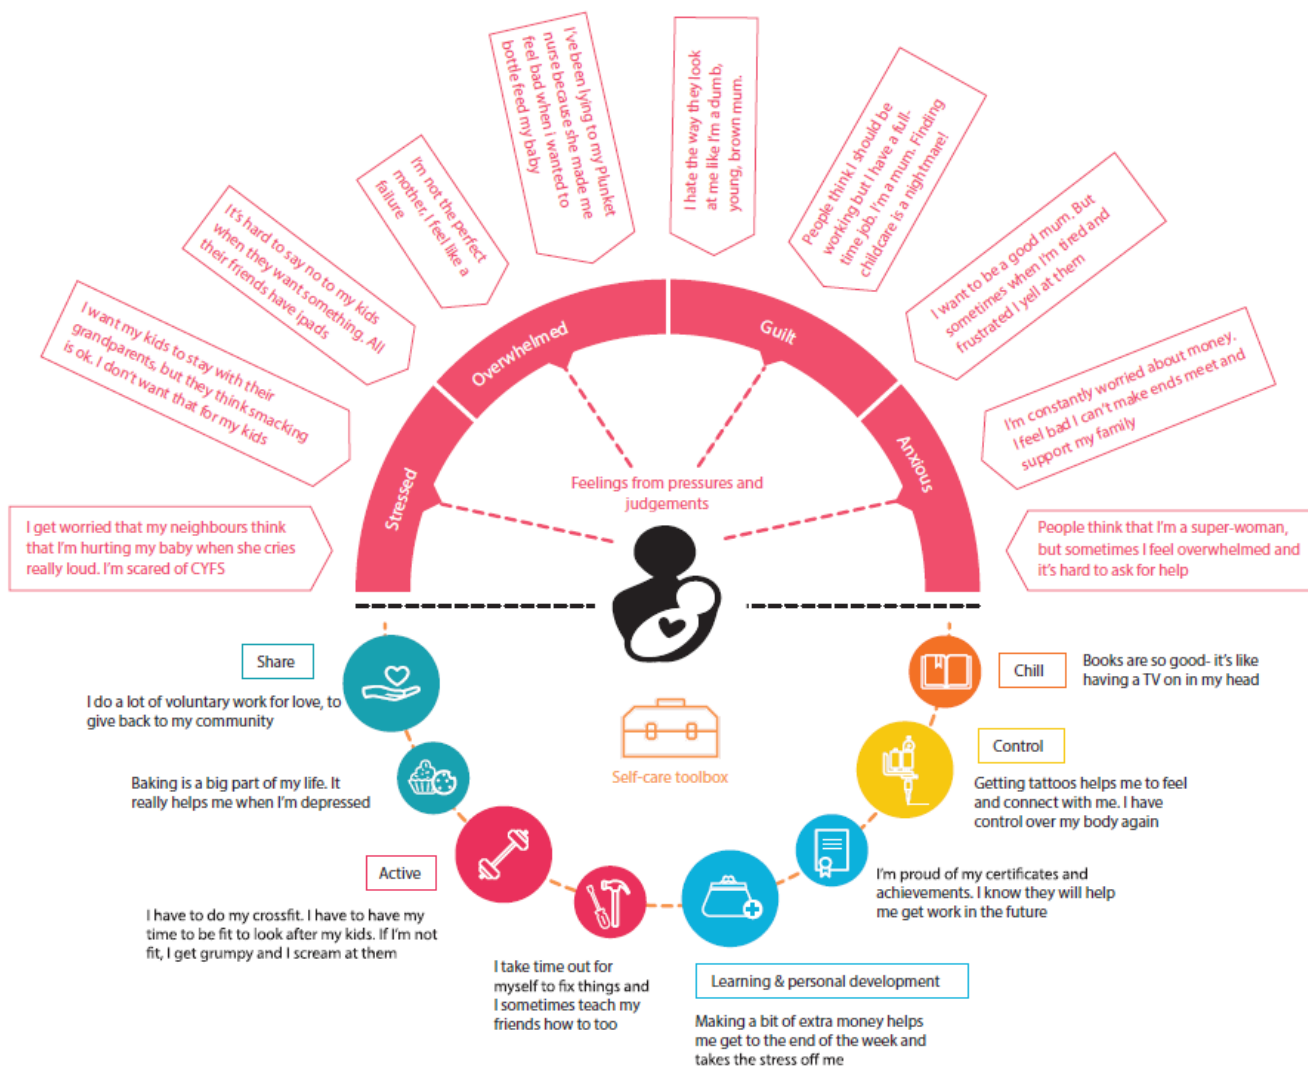 I get worried that my neighbours think
that I'm hurting my baby when she cries
really loud. I'm scared of CYFS
I want my kids to stay with their
grandparents, but they think smacking
is ok. I don't want that for my kids
It's hard to say no to my kids
when they want something. All
their friends have ipads
I'm not the perfect
mother, I feel like a
failure
I've been lying to my Plunket
nurse because she made me
feel bad when i wanted to
bottle feed my baby
I hate the way they look
at me like I'm a dumb,
young, brown mum.
People think I should be
working but I have a full-
time job. I'm a mum. Finding
childcare is a nightmare!
I want to be a good mum. But
sometimes when I'm tired and
frustrated I yell at them
I'm constantly worried about money.
I feel bad I can't make ends meet and
support my family
People think that I'm a super-woman,
but sometimes I feel overwhelmed and
it's hard to ask for help
Stressed
Overwhelmed
Guilt
Anxious
Feelings from pressures and
judgements
Share
I do a lot of voluntary work for love, to
give back to my community
Baking is a big part of my life. It
really helps me when I'm depressed
Active
I have to do my crossfit. I have to have my
time to be fit to look after my kids. If I'm not
fit, I get grumpy and I scream at them
I take time out for
myself to fix things and
I sometimes teach my
friends how to too
Self-care toolbox
Learning & personal development
Making a bit of extra money helps
me get to the end of the week and
takes the stress off me
I'm proud of my certificates and
achievements. I know they will help
me get work in the future
Control
Getting tattoos helps me to feel
and connect with me. I have
control over my body again
Chill
Books are so good- it's like
having a TV on in my head